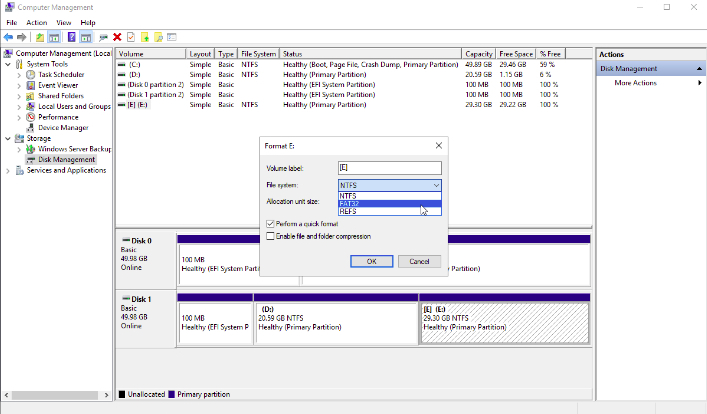 Computer Management
File Action View Help
Computer Management (Local
System Tools
Task Scheduler
Event Viewer
Shared Folders
Local Users and Groups
Performance
Device Manager
Storage
Windows Server Backup
Disk Management
Services and Applications
Volume Layout Type File System Status Capacity Free Space % Free
(C:) Simple Basic NTFS Healthy (Boot, Page File, Crash Dump, Primary Partition) 49.89 GB 29.46 GB 59 %
(D:) Simple Basic NTFS Healthy (Primary Partition) 20.59 GB 1.15 GB 6 %
(Disk 0 partition 2) Simple Basic Healthy (EFI System Partition) 100 MB 100 MB 100 %
(Disk 1 partition 2) Simple Basic Healthy (EFI System Partition) 100 MB 100 MB 100 %
[E] (E:) Simple Basic NTFS Healthy (Primary Partition) 29.30 GB 29.22 GB 100 %
Format E:
Volume label: [E]
File system: NTFS
NTFS
FAT32
REFS
Allocation unit size:
Perform a quick format
Enable file and folder compression
OK Cancel
Disk 0
Basic
49.98 GB
Online
100 MB
Healthy (EFI System Parti
y Partition)
Disk 1
Basic
49.98 GB
Online
100 MB
Healthy (EFI System P
(D:)
20.59 GB NTFS
Healthy (Primary Partition)
[E] (E:)
29.30 GB NTFS
Healthy (Primary Partition)
Unallocated Primary partition
Actions
Disk Management
More Actions